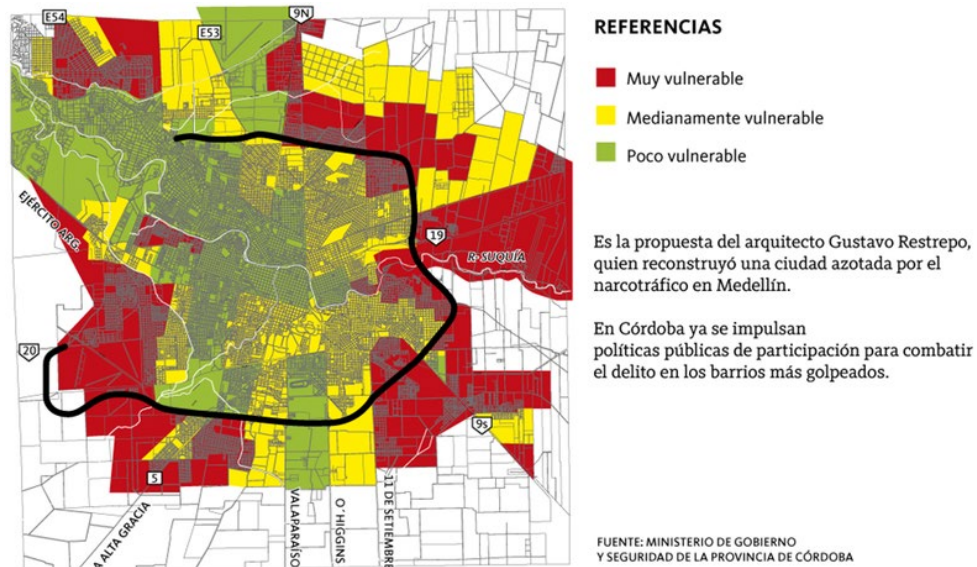 E54
E53
9N
EJÉRCITO ARG.
19
R. SUQUÍA
20
9s
5
A ALTA GRACIA
VALAPARAÍSO
O´HIGGINS
11 DE SETIEMBRE
REFERENCIAS
Muy vulnerable
Medianamente vulnerable
Poco vulnerable
Es la propuesta del arquitecto Gustavo Restrepo,
quien reconstruyó una ciudad azotada por el
narcotráfico en Medellín.
En Córdoba ya se impulsan
políticas públicas de participación para combatir
el delito en los barrios más golpeados.
FUENTE: MINISTERIO DE GOBIERNO
Y SEGURIDAD DE LA PROVINCIA DE CÓRDOBA